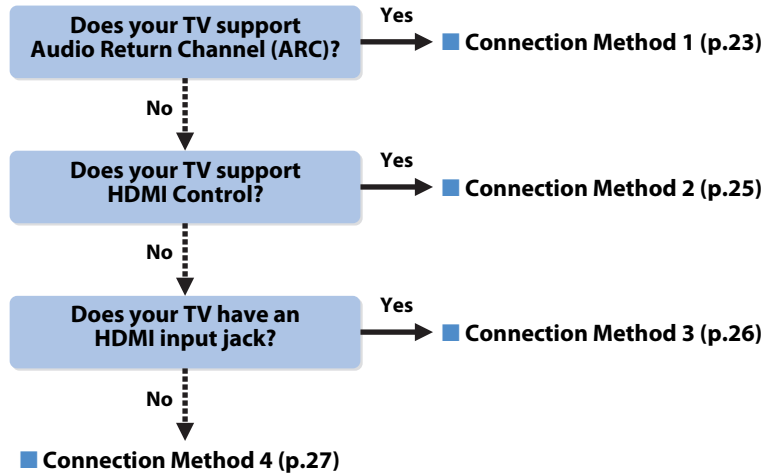 Does your TV support
Audio Return Channel (ARC)?
Yes
Connection Method 1 (p.23)
No
Does your TV support
HDMI Control?
Yes
Connection Method 2 (p.25)
No
Does your TV have an
HDMI input jack?
Yes
Connection Method 3 (p.26)
No
Connection Method 4 (p.27)